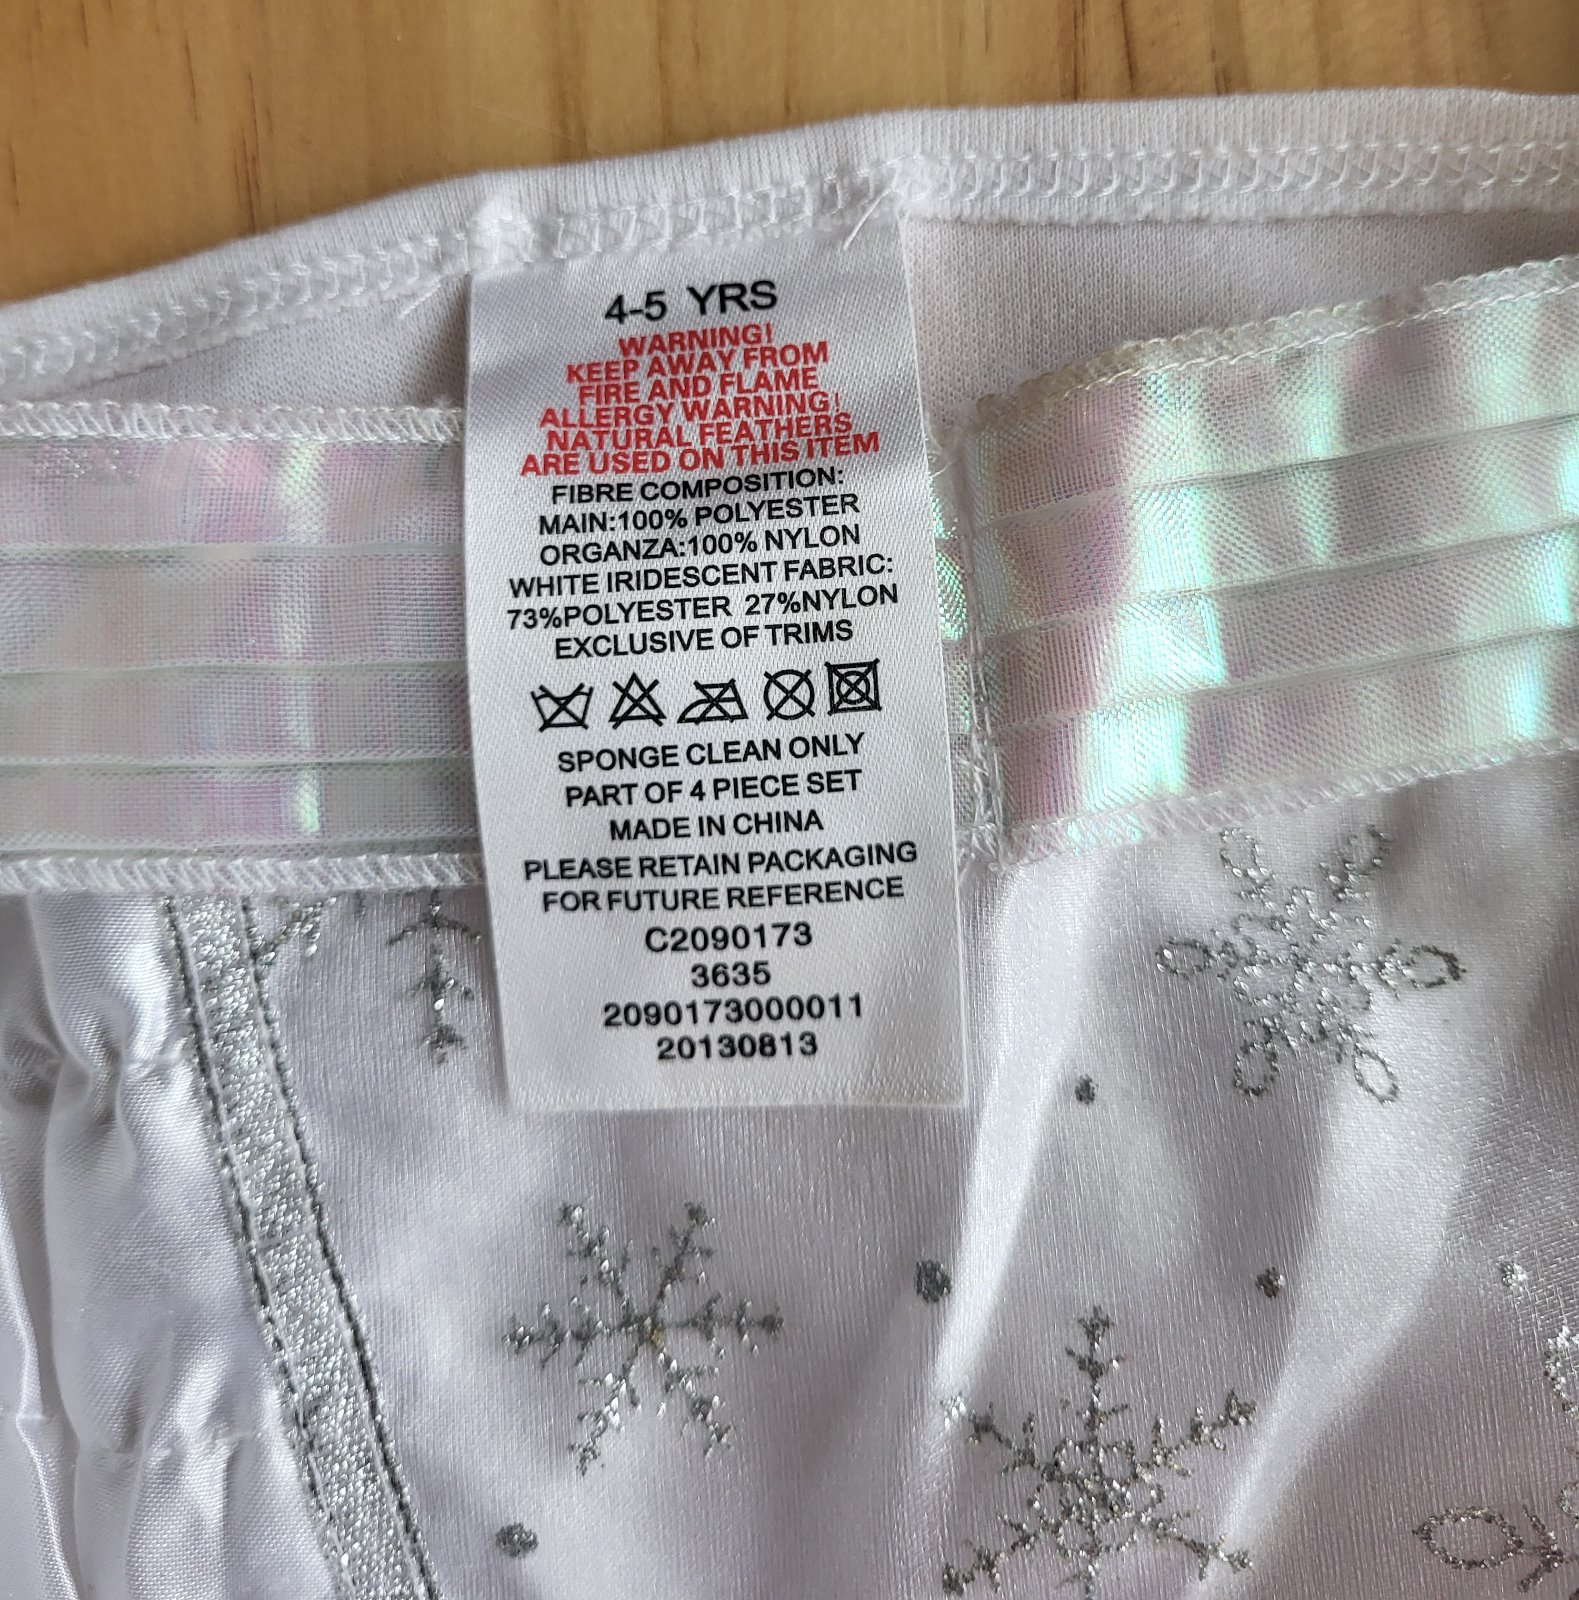 4-5 YRS
WARNING!
KEEP AWAY FROM
FIRE AND FLAME
ALLERGY WARNING!
NATURAL FEATHERS
ARE USED ON THIS ITEM
FIBRE COMPOSITION:
MAIN:100% POLYESTER
ORGANZA:100% NYLON
WHITE IRIDESCENT FABRIC:
73%POLYESTER 27%NYLON
EXCLUSIVE OF TRIMS
SPONGE CLEAN ONLY
PART OF 4 PIECE SET
MADE IN CHINA
PLEASE RETAIN PACKAGING
FOR FUTURE REFERENCE
C2090173
3635
2090173000011
20130813